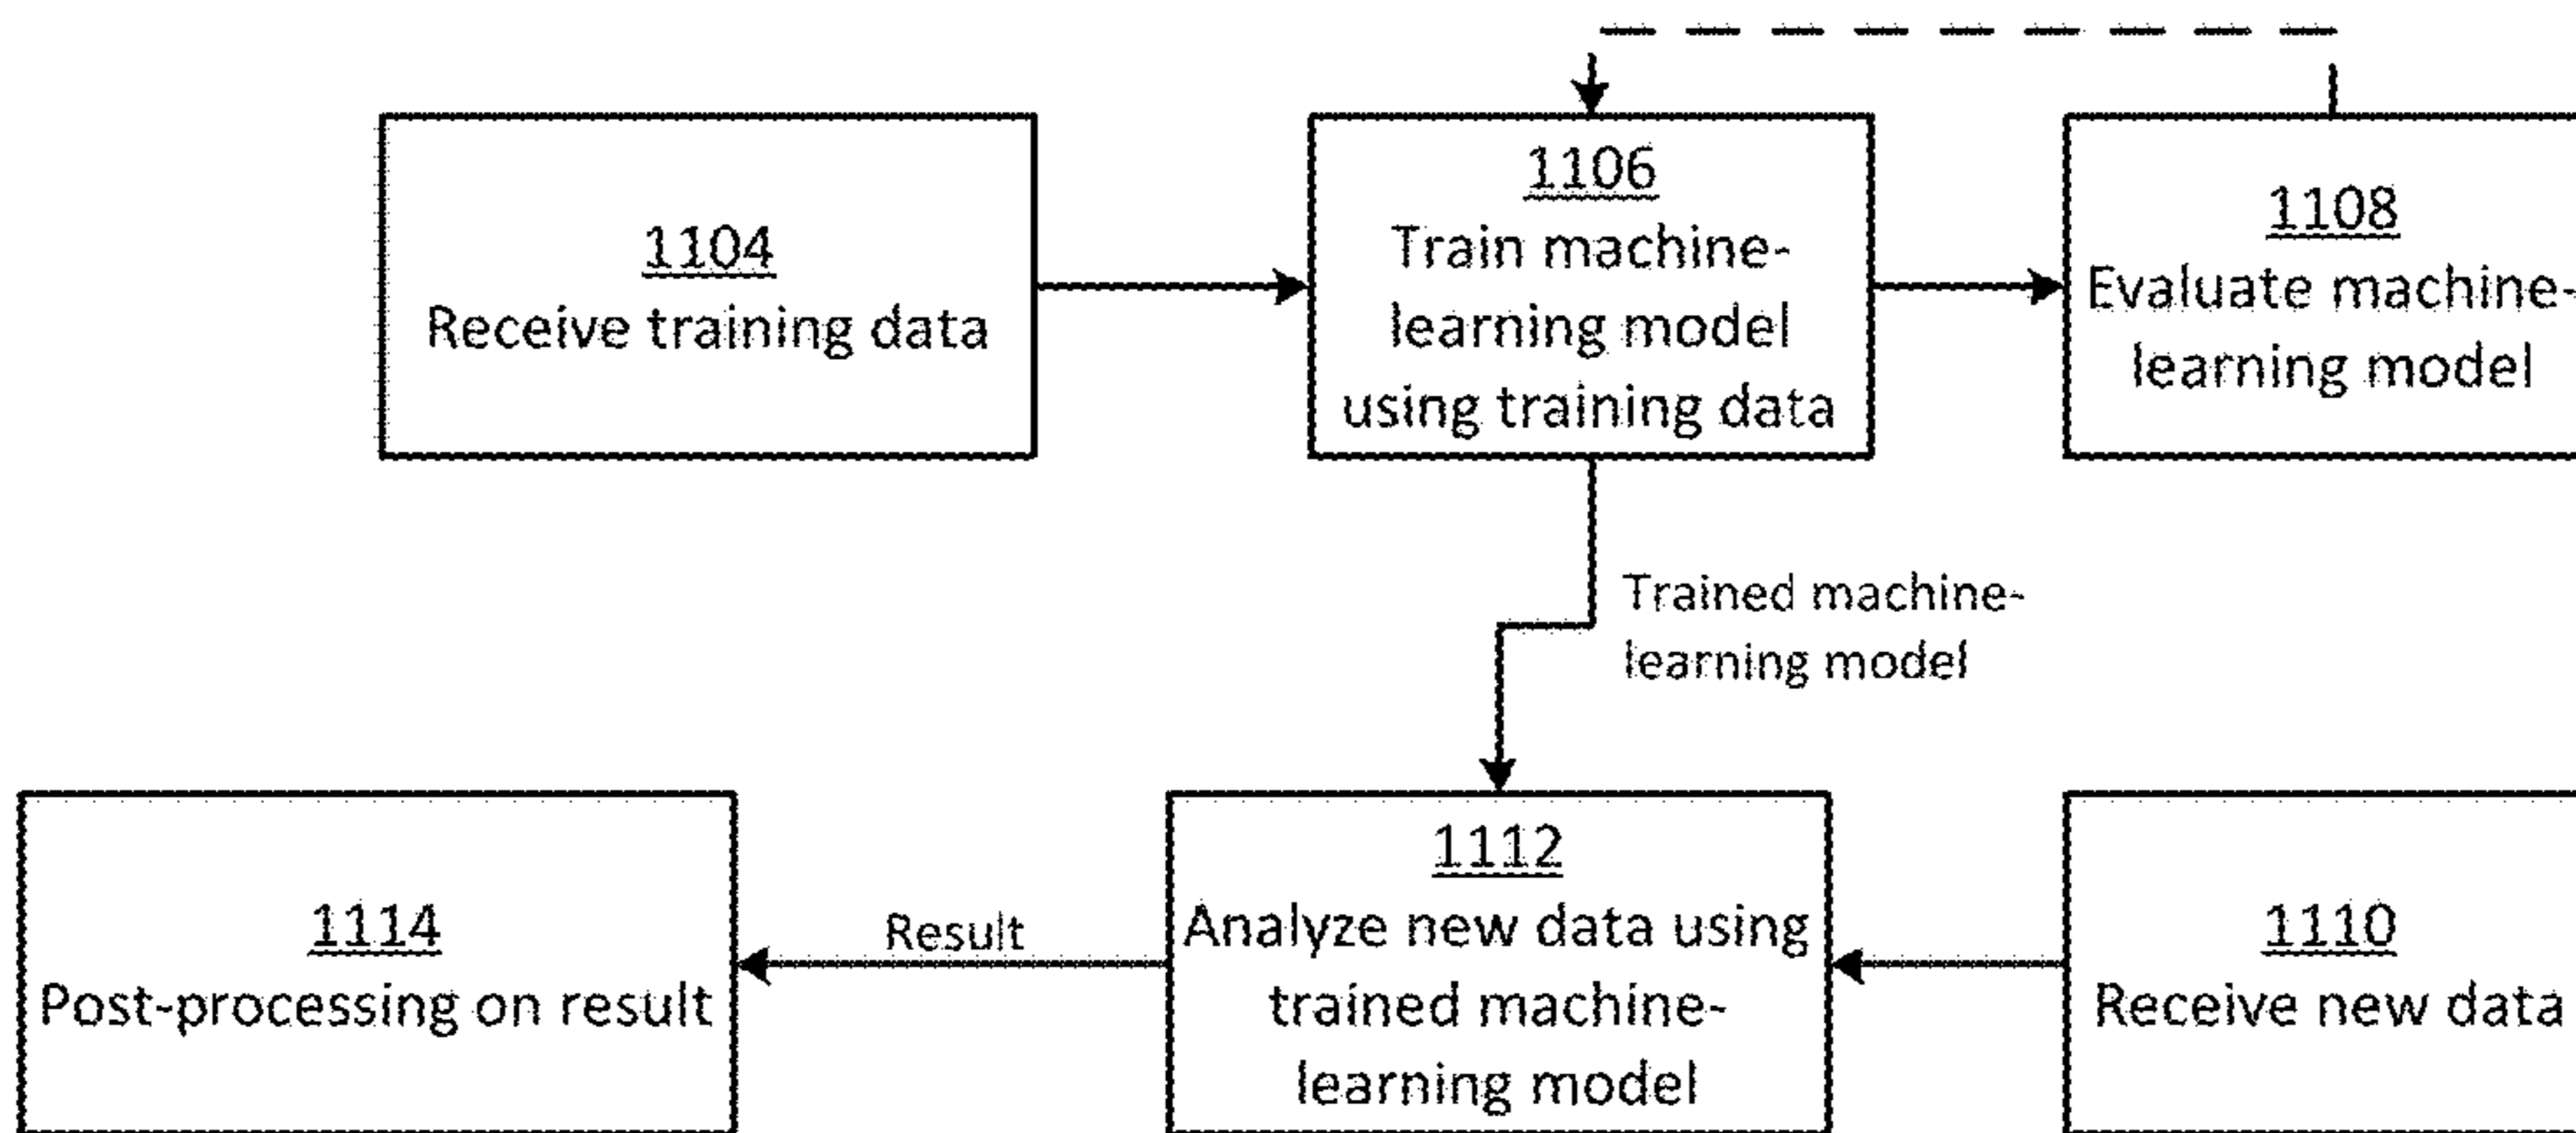 1104
Receive training data
1106
Train machine-
learning model
using training data
1108
Evaluate machine-
learning model
Trained machine-
learning model
1114
Post-processing on result
Result
1112
Analyze new data using
trained machine-
learning model
1110
Receive new data